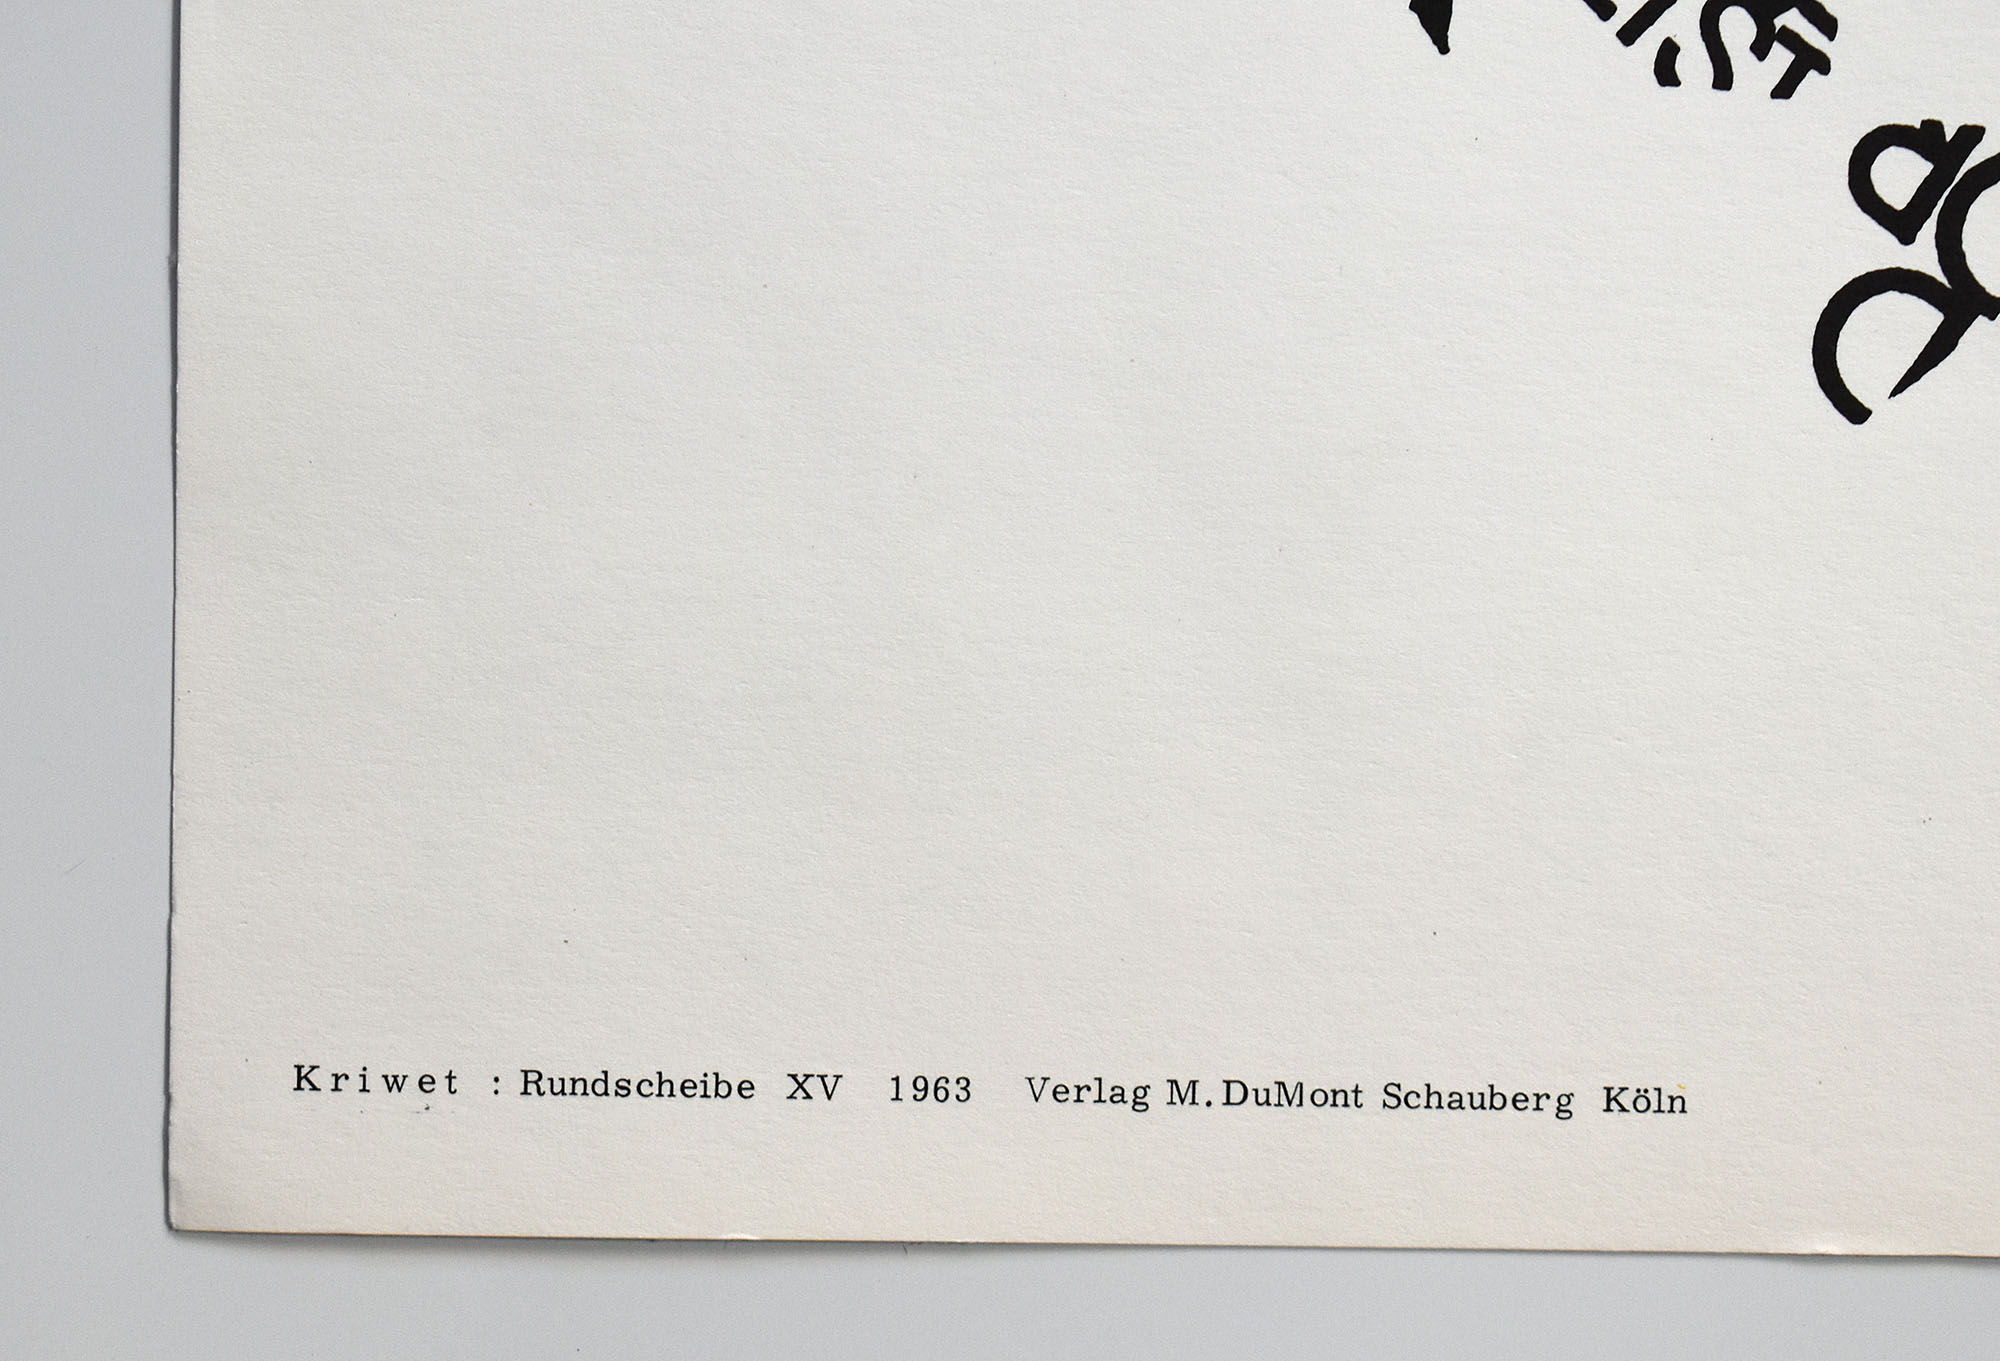 Kriwet : Rundscheibe XV 1963 Verlag M. DuMont Schauberg Köln